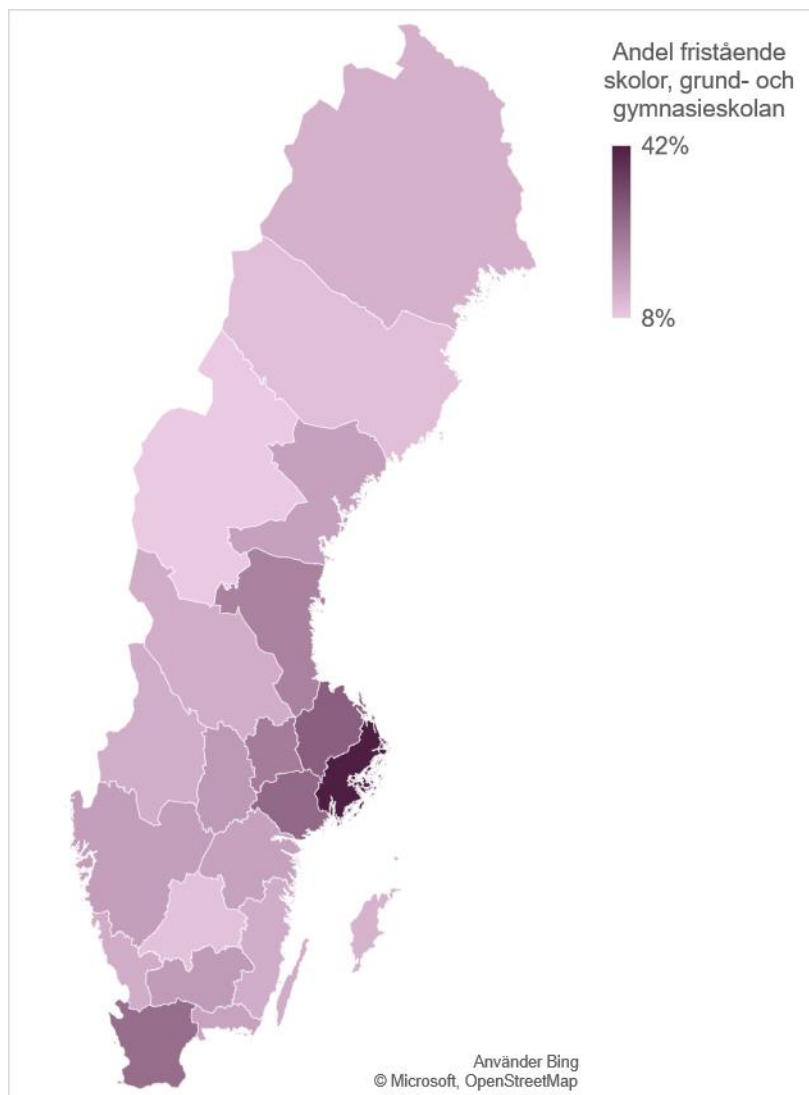 Andel fristående
skolor, grund- och
gymnasieskolan
42%
8%
Använder Bing
© Microsoft, OpenStreetMap